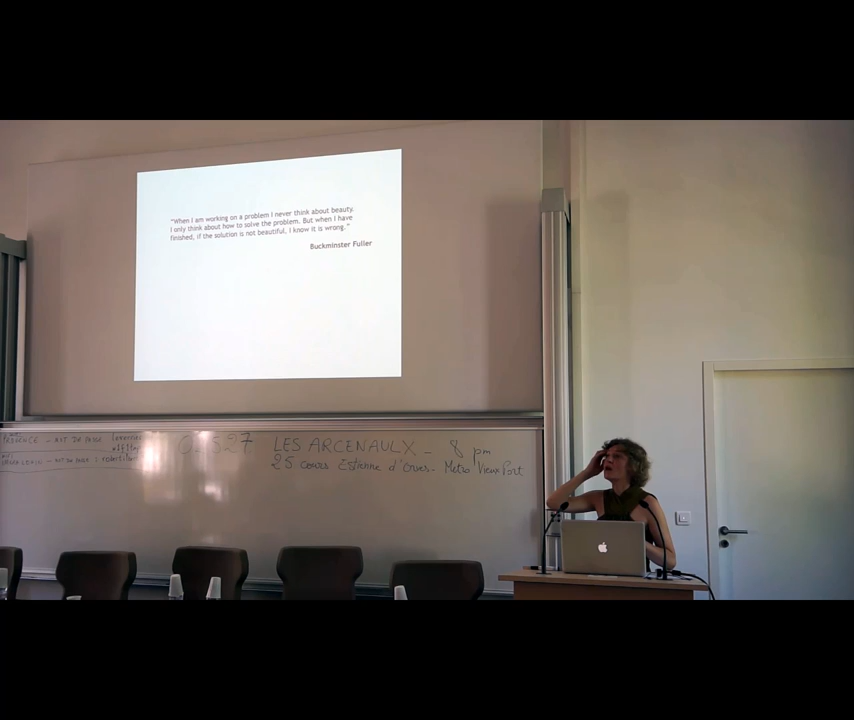 "When I am working on a problem I never think about beauty.
I only think about how to solve the problem. But when I have
finished, if the solution is not beautiful, I know it is wrong."
Buckminster Fuller
LES ARCENAULX - 8 pm
25 cours Estienne d'Orves - Metro Vieux Port